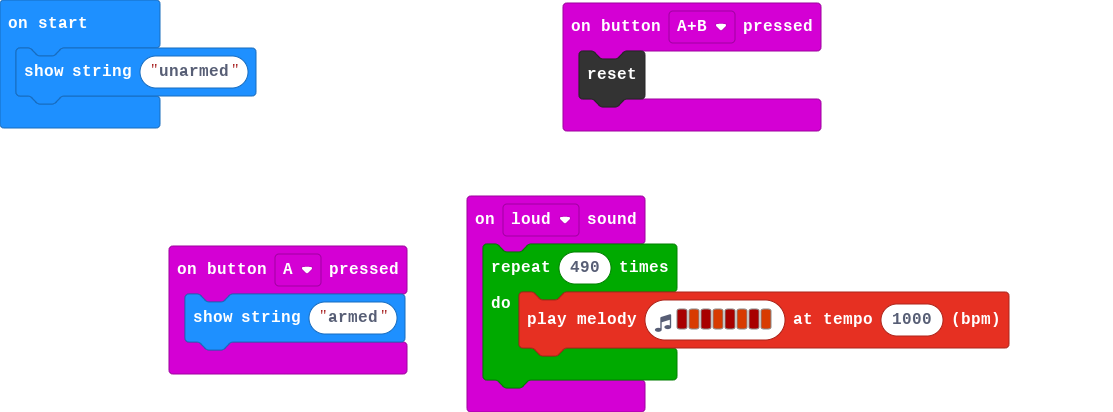 on start
show string "unarmed"
on button A+B pressed
reset
on button A pressed
show string "armed"
on loud sound
repeat 490 times
do play melody at tempo 1000 (bpm)